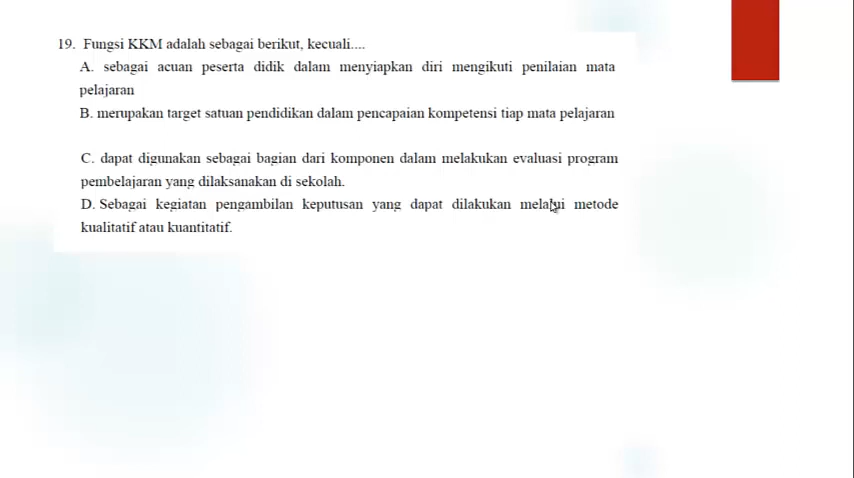 19. Fungsi KKM adalah sebagai berikut, kecuali....
A. sebagai acuan peserta didik dalam menyiapkan diri mengikuti penilaian mata
pelajaran
B. merupakan target satuan pendidikan dalam pencapaian kompetensi tiap mata pelajaran
C. dapat digunakan sebagai bagian dari komponen dalam melakukan evaluasi program
pembelajaran yang dilaksanakan di sekolah.
D. Sebagai kegiatan pengambilan keputusan yang dapat dilakukan melalui metode
kualitatif atau kuantitatif.